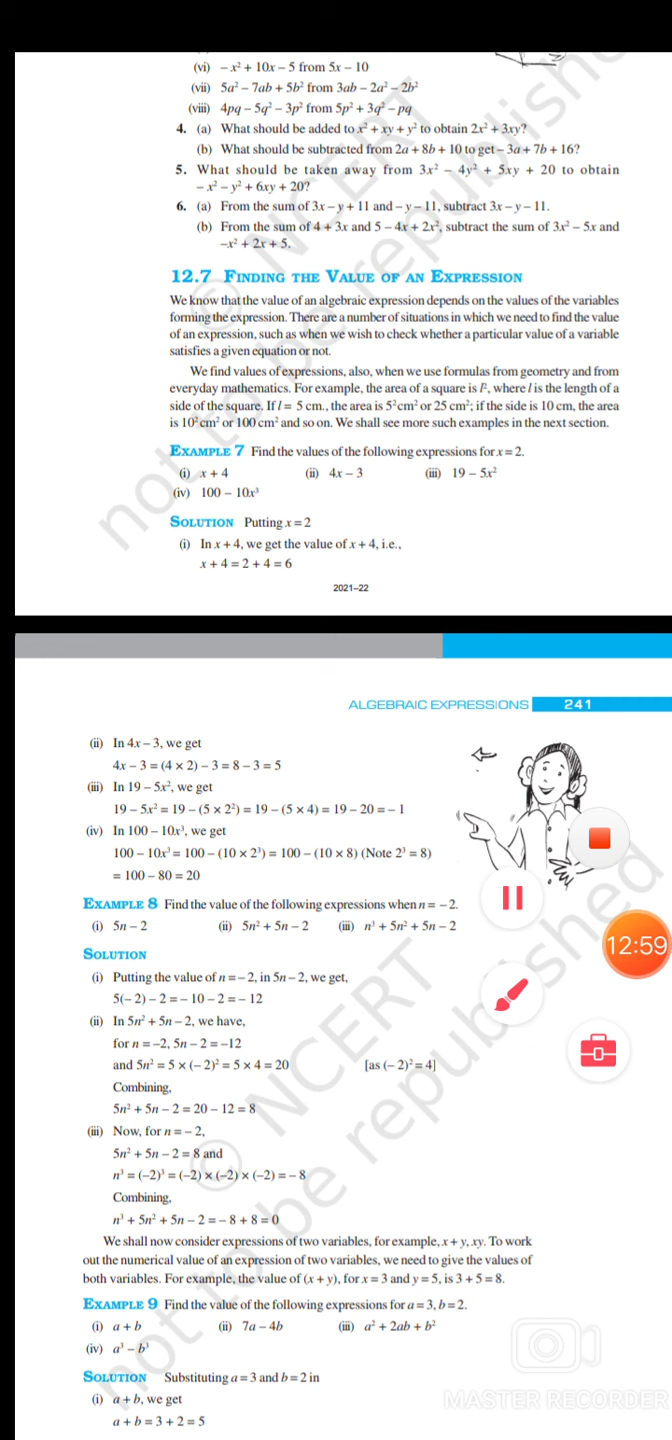 (vi) – x² + 10x – 5 from 5x – 10
(vii) 5a² – 7ab + 5b² from 3ab – 2a² – 2b²
(viii) 4pq – 5q² – 3p² from 5p² + 3q² – pq
4. (a) What should be added to x² + xy + y² to obtain 2x² + 3xy?
(b) What should be subtracted from 2a + 8b + 10 to get – 3a + 7b + 16?
5. What should be taken away from 3x² – 4y² + 5xy + 20 to obtain
– x² – y² + 6xy + 20?
6. (a) From the sum of 3x – y + 11 and – y – 11, subtract 3x – y – 11.
(b) From the sum of 4 + 3x and 5 – 4x + 2x², subtract the sum of 3x² – 5x and
–x² + 2x + 5.
12.7 FINDING THE VALUE OF AN EXPRESSION
We know that the value of an algebraic expression depends on the values of the variables
forming the expression. There are a number of situations in which we need to find the value
of an expression, such as when we wish to check whether a particular value of a variable
satisfies a given equation or not.
We find values of expressions, also, when we use formulas from geometry and from
everyday mathematics. For example, the area of a square is l², where l is the length of a
side of the square. If l = 5 cm., the area is 5² cm² or 25 cm²; if the side is 10 cm, the area
is 10² cm² or 100 cm² and so on. We shall see more such examples in the next section.
EXAMPLE 7 Find the values of the following expressions for x = 2.
(i) x + 4 (ii) 4x – 3 (iii) 19 – 5x²
(iv) 100 – 10x³
SOLUTION Putting x = 2
(i) In x + 4, we get the value of x + 4, i.e.,
x + 4 = 2 + 4 = 6
2021–22
© NCERT
not to be republished
ALGEBRAIC EXPRESSIONS 241
(ii) In 4x – 3, we get
4x – 3 = (4 × 2) – 3 = 8 – 3 = 5
(iii) In 19 – 5x², we get
19 – 5x² = 19 – (5 × 2²) = 19 – (5 × 4) = 19 – 20 = – 1
(iv) In 100 – 10x³, we get
100 – 10x³ = 100 – (10 × 2³) = 100 – (10 × 8) (Note 2³ = 8)
= 100 – 80 = 20
EXAMPLE 8 Find the value of the following expressions when n = – 2.
(i) 5n – 2 (ii) 5n² + 5n – 2 (iii) n³ + 5n² + 5n – 2
12:59
SOLUTION
(i) Putting the value of n = – 2, in 5n – 2, we get,
5(– 2) – 2 = – 10 – 2 = – 12
(ii) In 5n² + 5n – 2, we have,
for n = –2, 5n – 2 = –12
and 5n² = 5 × (– 2)² = 5 × 4 = 20 [as (– 2)² = 4]
Combining,
5n² + 5n – 2 = 20 – 12 = 8
(iii) Now, for n = – 2,
5n² + 5n – 2 = 8 and
n³ = (–2)³ = (–2) × (–2) × (–2) = – 8
Combining,
n³ + 5n² + 5n – 2 = – 8 + 8 = 0
We shall now consider expressions of two variables, for example, x + y, xy. To work
out the numerical value of an expression of two variables, we need to give the values of
both variables. For example, the value of (x + y), for x = 3 and y = 5, is 3 + 5 = 8.
EXAMPLE 9 Find the value of the following expressions for a = 3, b = 2.
(i) a + b (ii) 7a – 4b (iii) a² + 2ab + b²
(iv) a³ – b³
SOLUTION Substituting a = 3 and b = 2 in
(i) a + b, we get
a + b = 3 + 2 = 5
© NCERT
not to be republished
MASTER RECORDER